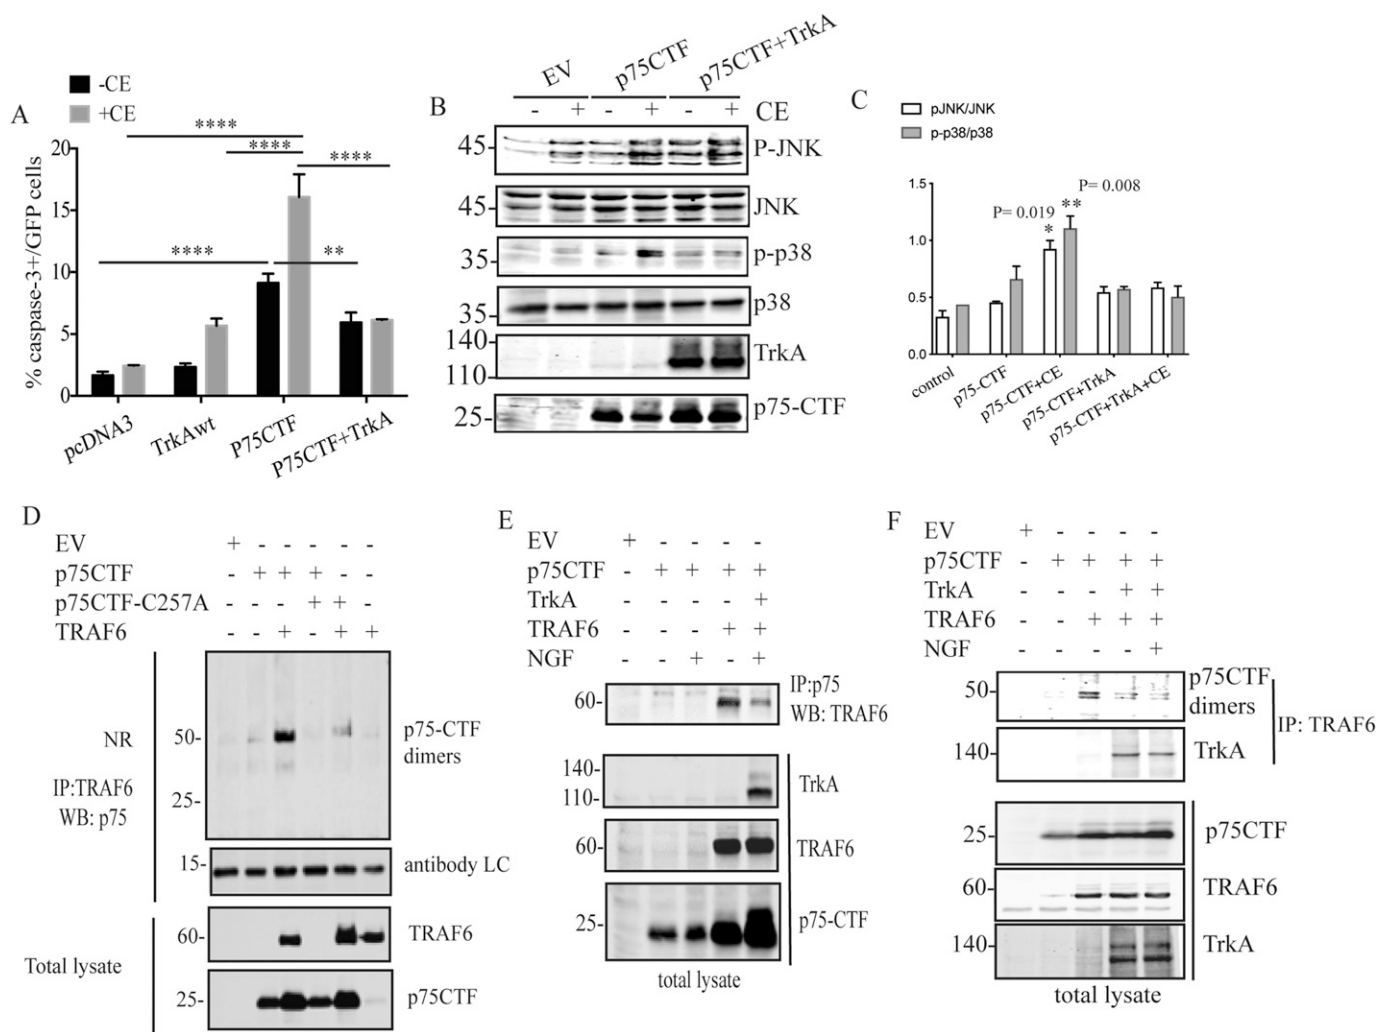 A
-CE
+CE
****
****
****
****
**
% caspase-3+/GFP cells
20
15
10
5
0
pcDNA3
TrkAwt
P75CTF
P75CTF+TrkA
B
EV
p75CTF
p75CTF+TrkA
- + - + - + CE
45- P-JNK
45- JNK
35- p-p38
35- p38
140- TrkA
110-
25- p75-CTF
C
pJNK/JNK
p-p38/p38
P= 0.008
P= 0.019
**
*
1.5
1.0
0.5
0.0
control
p75-CTF
p75-CTF+CE
p75-CTF+TrkA
p75-CTF+TrkA+CE
D
EV + - - - - -
p75CTF - + + + - -
p75CTF-C257A - - - + + -
TRAF6 - - + - + +
NR
IP:TRAF6
WB: p75
50-
25-
p75-CTF
dimers
15- antibody LC
Total lysate
60- TRAF6
25- p75CTF
E
EV + - - - -
p75CTF - + + + +
TrkA - - - - +
TRAF6 - - - + +
NGF - - + - +
60-
IP:p75
WB: TRAF6
140-
110-
TrkA
60- TRAF6
25- p75-CTF
total lysate
F
EV + - - - -
p75CTF - + + + +
TrkA - - - + +
TRAF6 - - + + +
NGF - - - - +
50- p75CTF
dimers
IP: TRAF6
140- TrkA
25- p75CTF
60- TRAF6
140- TrkA
total lysate